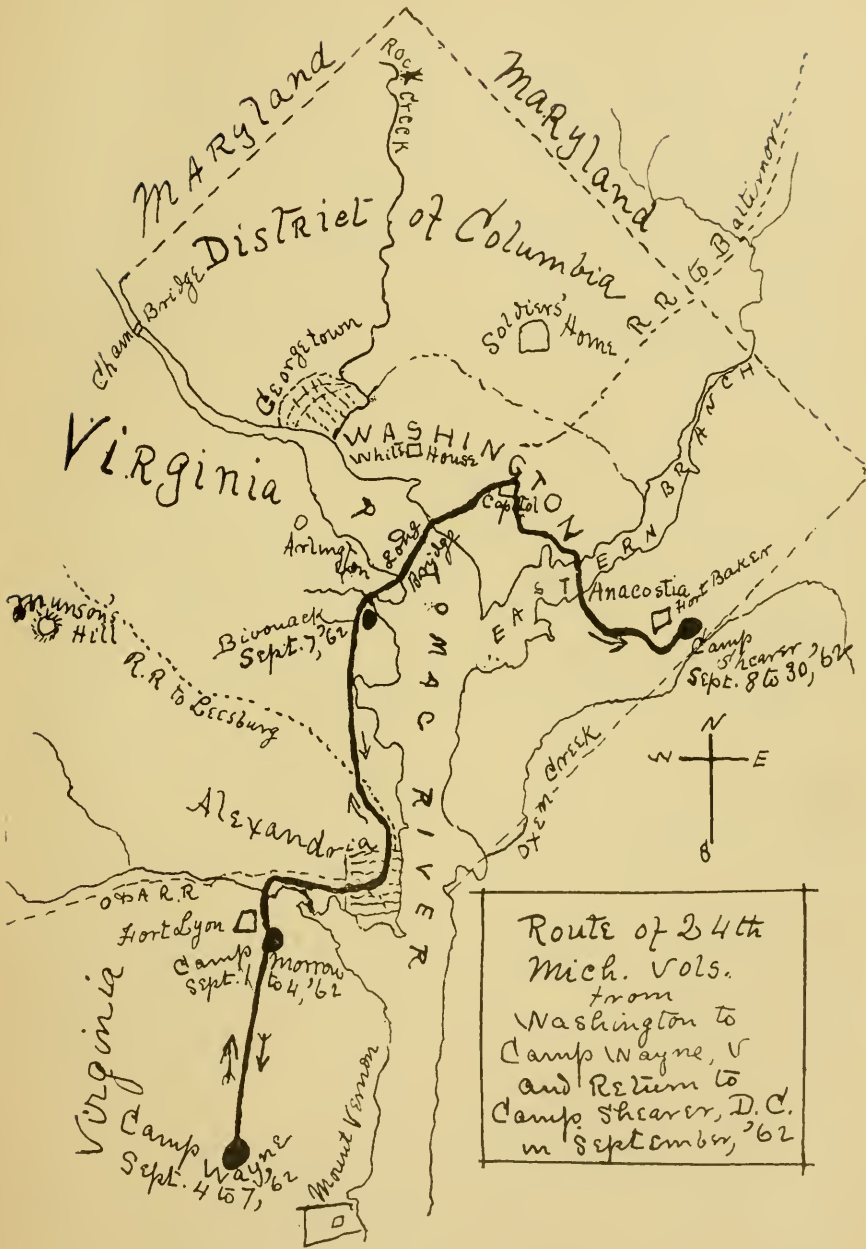 ROCK CREEK
MARYLAND
MARYLAND
District of Columbia
RR to Baltimore
Chain Bridge
Georgetown
Soldiers' Home
WASHINGTN
White House
Capitol
Virginia
Arlington
Long Bridge
EASTERN BRANCH
Anacostia
Fort Baker
Camp Shearer
Sept. 8 to 30, '62
Munson's
Hill
Bivouack
Sept. 7, '62
R.R to Leesburg
P OMAC RIVER
N
W E
S
Creek
Alexandria
O & A R.R
Fort Lyon
Camp Morrow
Sept. 1 to 4, '62
Virginia
Camp Wayne
Sept. 4 to 7, '62
Mount Vernon
Route of 24th
Mich. Vols.
from
Washington to
Camp Wayne, V
and Return to
Camp Shearer, D.C.
in September, '62